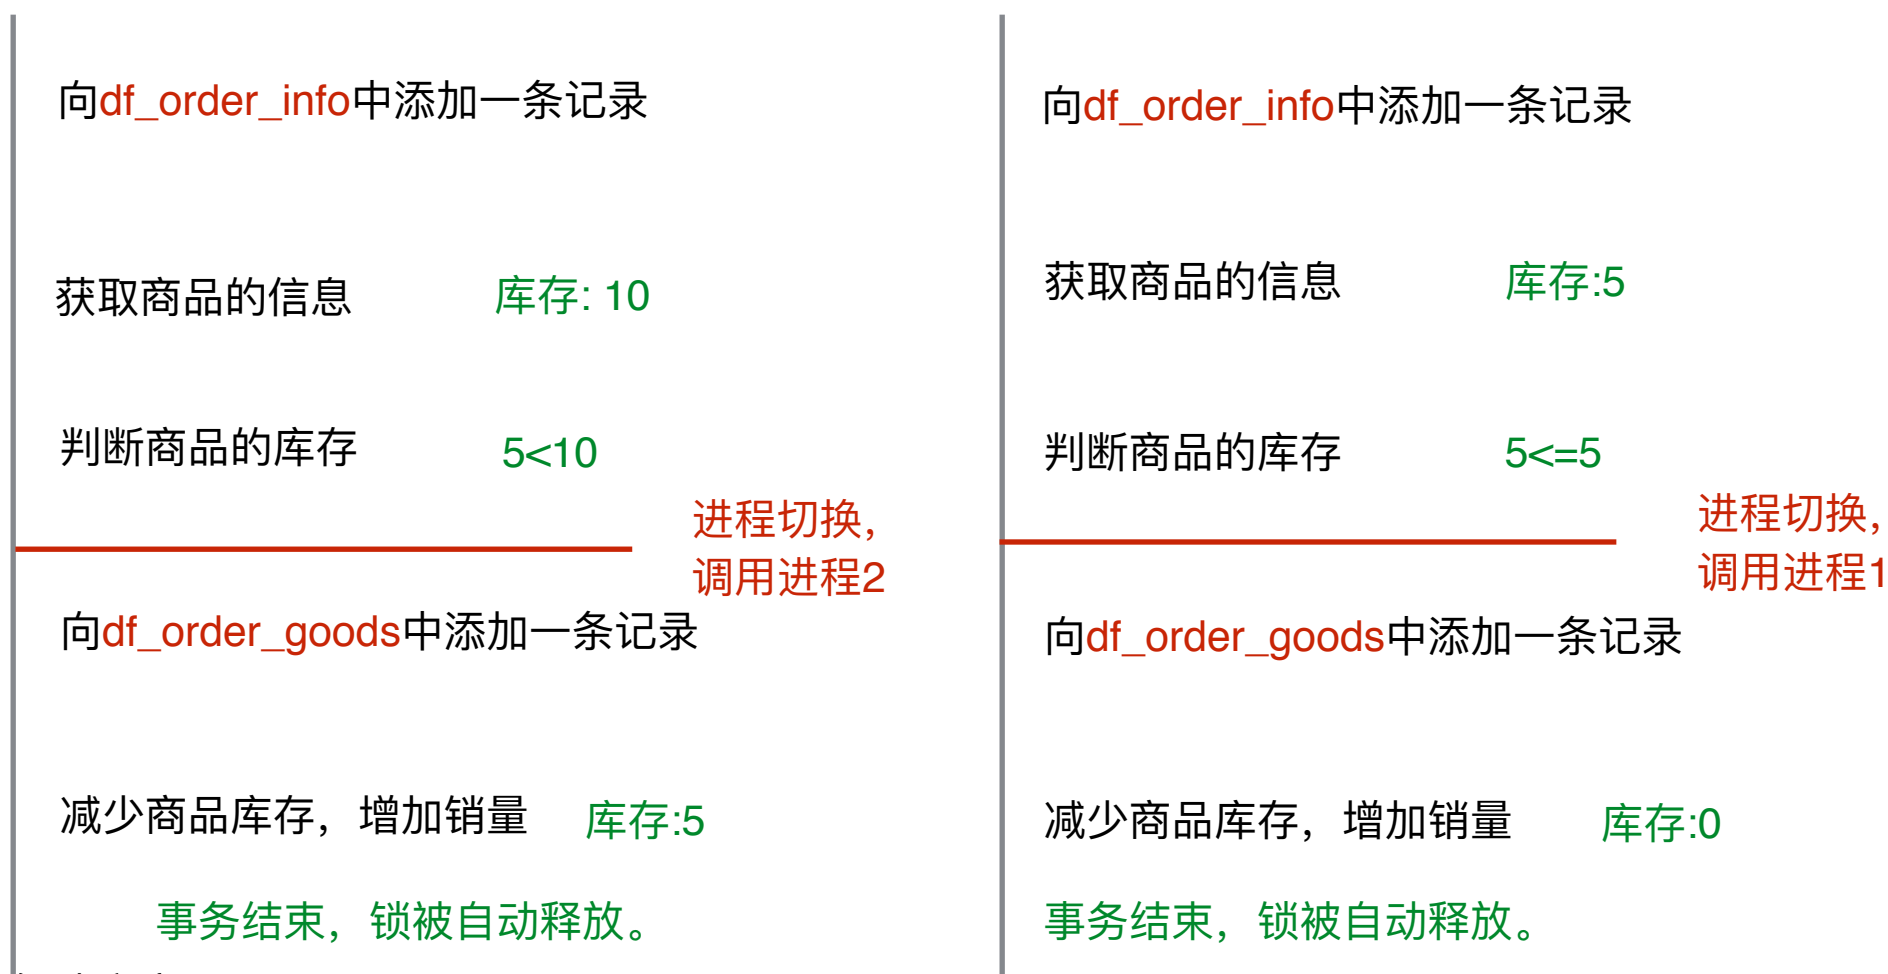 向df_order_info中添加一条记录
获取商品的信息
库存: 10
判断商品的库存
5<10
进程切换，
调用进程2
向df_order_goods中添加一条记录
减少商品库存，增加销量
库存:5
事务结束，锁被自动释放。
向df_order_info中添加一条记录
获取商品的信息
库存:5
判断商品的库存
5<=5
进程切换，
调用进程1
向df_order_goods中添加一条记录
减少商品库存，增加销量
库存:0
事务结束，锁被自动释放。